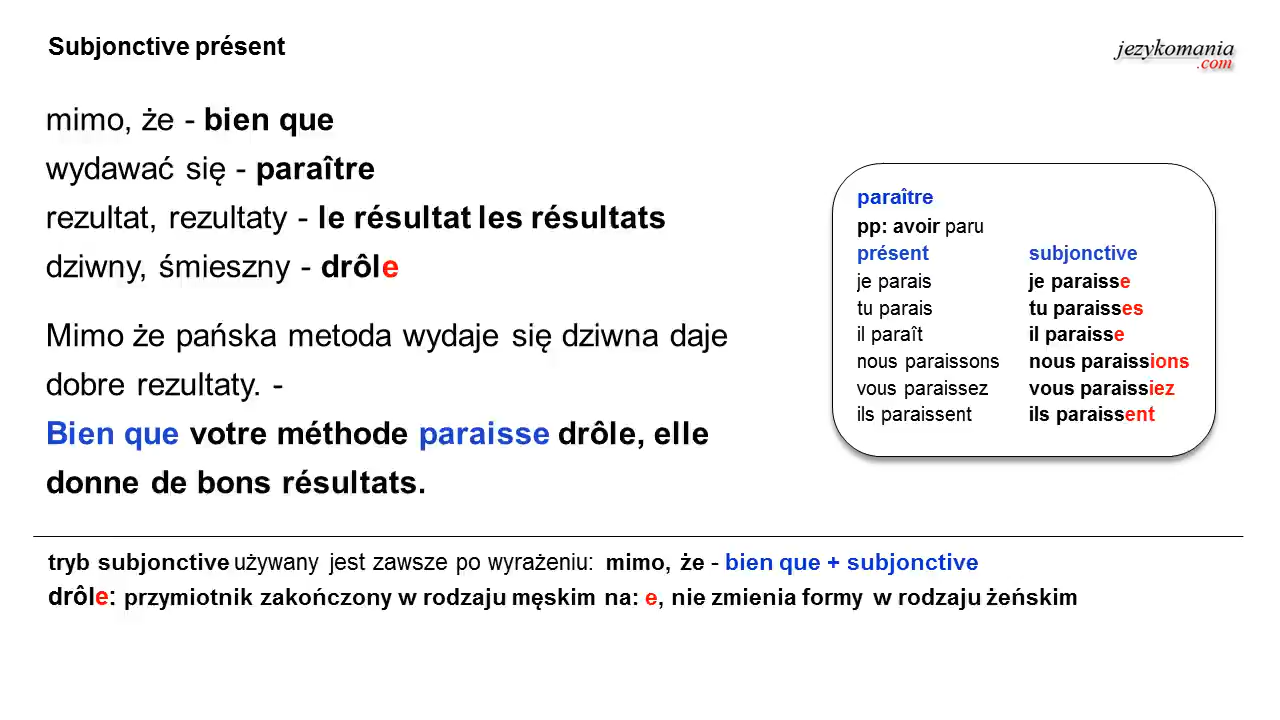 Subjonctive présent
jezykomania
.com
mimo, że - bien que
wydawać się - paraître
rezultat, rezultaty - le résultat les résultats
dziwny, śmieszny - drôle
Mimo że pańska metoda wydaje się dziwna daje
dobre rezultaty. -
Bien que votre méthode paraisse drôle, elle
donne de bons résultats.
paraître
pp: avoir paru
présent subjonctive
je parais je paraisse
tu parais tu paraisses
il paraît il paraisse
nous paraissons nous paraissions
vous paraissez vous paraissiez
ils paraissent ils paraissent
tryb subjonctive używany jest zawsze po wyrażeniu: mimo, że - bien que + subjonctive
drôle: przymiotnik zakończony w rodzaju męskim na: e, nie zmienia formy w rodzaju żeńskim